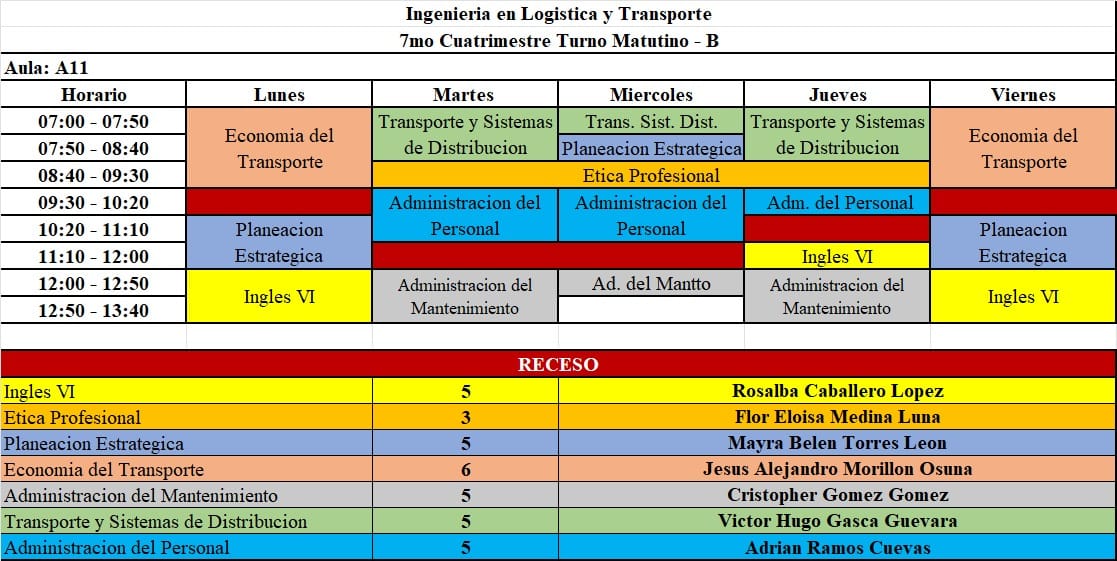 Ingenieria en Logistica y Transporte
7mo Cuatrimestre Turno Matutino - B
Aula: A11
Horario Lunes Martes Miercoles Jueves Viernes
07:00 - 07:50
07:50 - 08:40
08:40 - 09:30
09:30 - 10:20
10:20 - 11:10
11:10 - 12:00
12:00 - 12:50
12:50 - 13:40
Economia del
Transporte
Planeacion
Estrategica
Ingles VI
Transporte y Sistemas
de Distribucion
Trans. Sist. Dist.
Planeacion Estrategica
Transporte y Sistemas
de Distribucion
Etica Profesional
Administracion del
Personal
Administracion del
Personal
Adm. del Personal
Ingles VI
Administracion del
Mantenimiento
Ad. del Mantto
Administracion del
Mantenimiento
Economia del
Transporte
Planeacion
Estrategica
Ingles VI
RECESO
Ingles VI 5 Rosalba Caballero Lopez
Etica Profesional 3 Flor Eloisa Medina Luna
Planeacion Estrategica 5 Mayra Belen Torres Leon
Economia del Transporte 6 Jesus Alejandro Morillon Osuna
Administracion del Mantenimiento 5 Cristopher Gomez Gomez
Transporte y Sistemas de Distribucion 5 Victor Hugo Gasca Guevara
Administracion del Personal 5 Adrian Ramos Cuevas